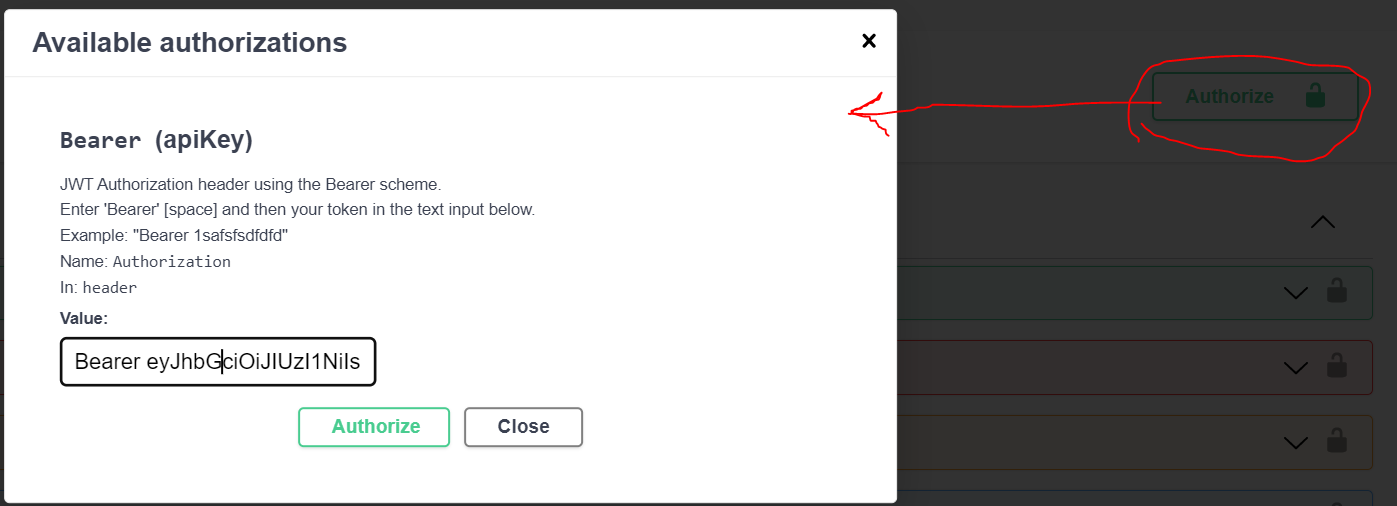 Available authorizations
Authorize
Bearer (apiKey)
JWT Authorization header using the Bearer scheme.
Enter 'Bearer' [space] and then your token in the text input below.
Example: "Bearer 1safsfsdfdfd"
Name: Authorization
In: header
Value:
Bearer eyJhbGciOiJIUzI1NiIs
Authorize
Close